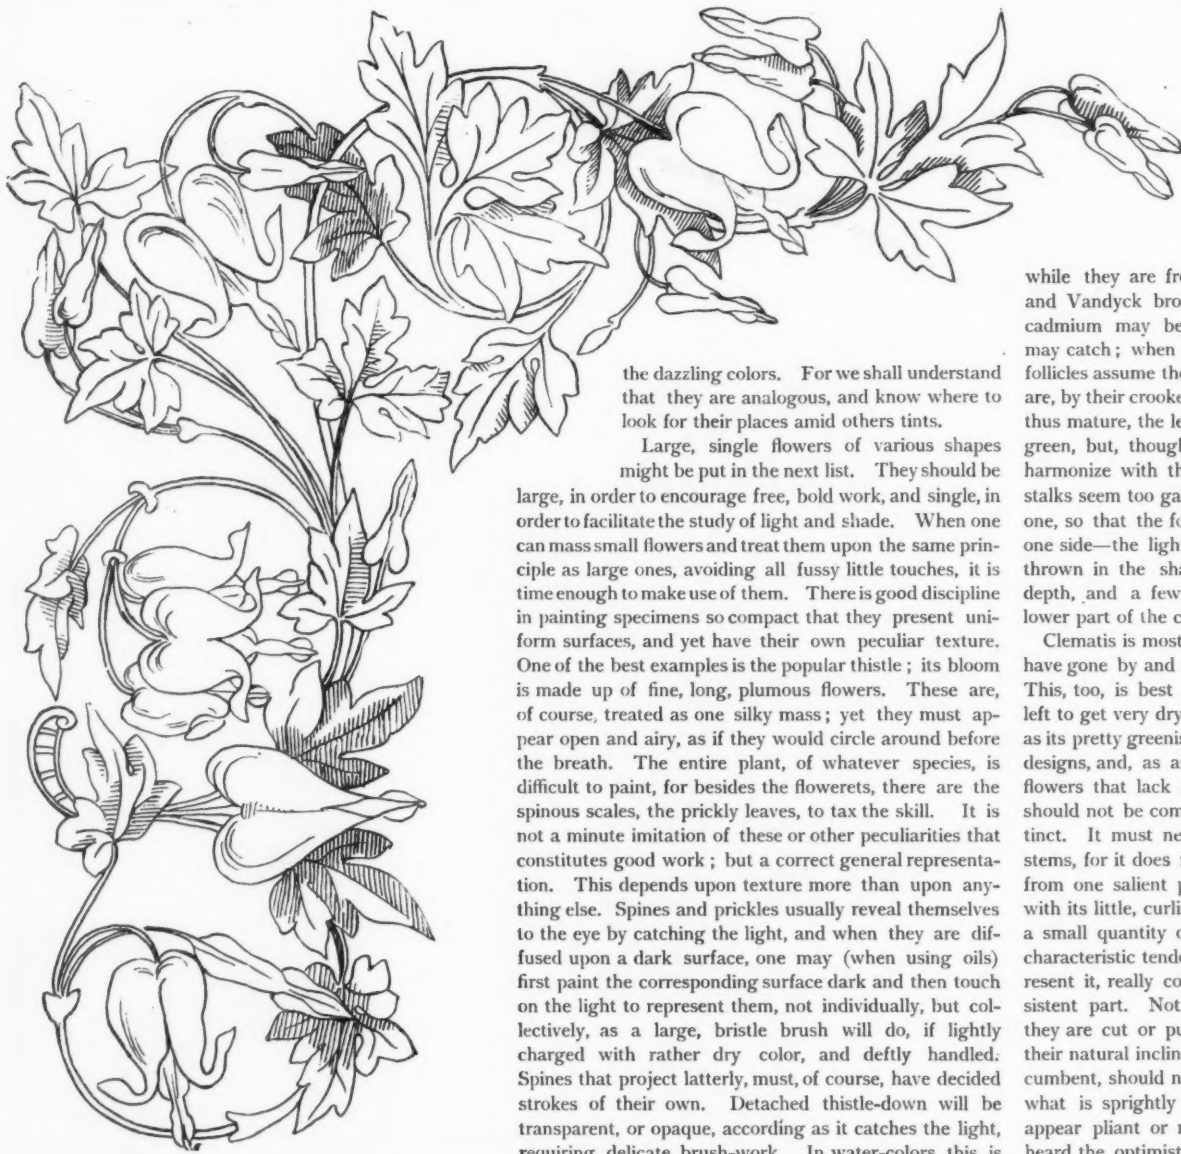 the dazzling colors. For we shall understand
that they are analogous, and know where to
look for their places amid others tints.
Large, single flowers of various shapes
might be put in the next list. They should be
large, in order to encourage free, bold work, and single, in
order to facilitate the study of light and shade. When one
can mass small flowers and treat them upon the same prin-
ciple as large ones, avoiding all fussy little touches, it is
time enough to make use of them. There is good discipline
in painting specimens so compact that they present uni-
form surfaces, and yet have their own peculiar texture.
One of the best examples is the popular thistle; its bloom
is made up of fine, long, plumous flowers. These are,
of course, treated as one silky mass; yet they must ap-
pear open and airy, as if they would circle around before
the breath. The entire plant, of whatever species, is
difficult to paint, for besides the flowerets, there are the
spinous scales, the prickly leaves, to tax the skill. It is
not a minute imitation of these or other peculiarities that
constitutes good work; but a correct general representa-
tion. This depends upon texture more than upon any-
thing else. Spines and prickles usually reveal themselves
to the eye by catching the light, and when they are dif-
fused upon a dark surface, one may (when using oils)
first paint the corresponding surface dark and then touch
on the light to represent them, not individually, but col-
lectively, as a large, bristle brush will do, if lightly
charged with rather dry color, and deftly handled.
Spines that project latterly, must, of course, have decided
strokes of their own. Detached thistle-down will be
transparent, or opaque, according as it catches the light,
requiring delicate brush-work. In water-colors this is
while they are fre
and Vandyck bro
cadmium may be
may catch; when
follicles assume the
are, by their crooke
thus mature, the le
green, but, though
harmonize with th
stalks seem too ga
one, so that the fo
one side—the ligh
thrown in the sha
depth, and a few
lower part of the c
Clematis is most
have gone by and
This, too, is best
left to get very dry
as its pretty greenis
designs, and, as a
flowers that lack
should not be com
tinct. It must ne
stems, for it does
from one salient p
with its little, curli
a small quantity o
characteristic tende
resent it, really co
sistent part. Not
they are cut or pu
their natural inclin
cumbent, should n
what is sprightly
appear pliant or r
heard the optimist